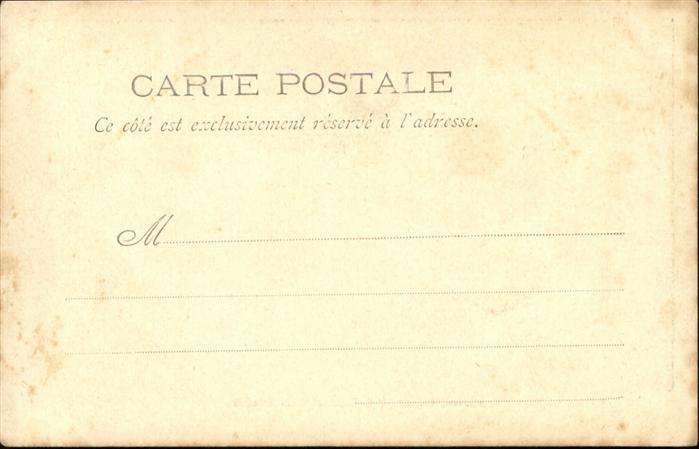 CARTE POSTALE
Ce côté est exclusivement réservé à l'adresse.
M